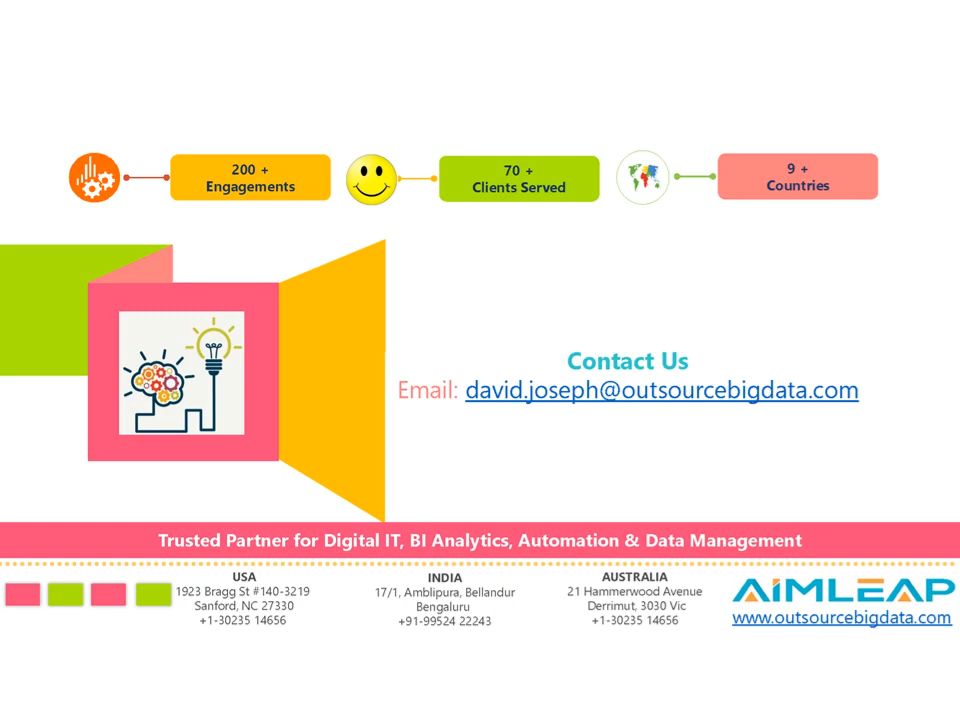 200 +
Engagements
70 +
Clients Served
9 +
Countries
Contact Us
Email: david.joseph@outsourcebigdata.com
Trusted Partner for Digital IT, BI Analytics, Automation & Data Management
USA
1923 Bragg St #140-3219
Sanford, NC 27330
+1-30235 14656
INDIA
17/1, Amblipura, Bellandur
Bengaluru
+91-99524 22243
AUSTRALIA
21 Hammerwood Avenue
Derrimut, 3030 Vic
+1-30235 14656
AIMLEAP
www.outsourcebigdata.com